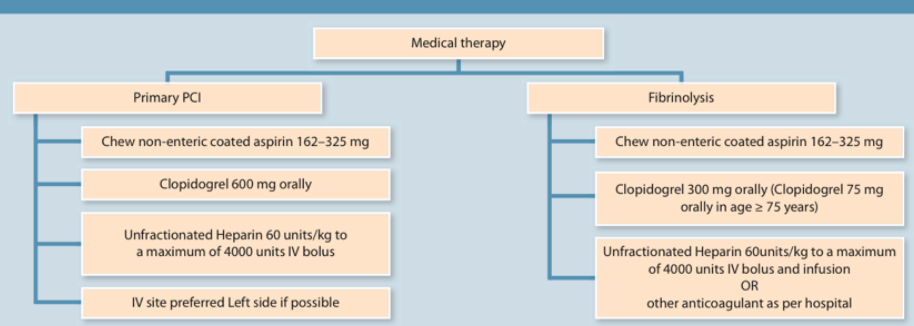 Medical therapy
Primary PCI
Chew non-enteric coated aspirin 162–325 mg
Clopidogrel 600 mg orally
Unfractionated Heparin 60 units/kg to
a maximum of 4000 units IV bolus
IV site preferred Left side if possible
Fibrinolysis
Chew non-enteric coated aspirin 162–325 mg
Clopidogrel 300 mg orally (Clopidogrel 75 mg
orally in age ≥ 75 years)
Unfractionated Heparin 60units/kg to a maximum
of 4000 units IV bolus and infusion
OR
other anticoagulant as per hospital